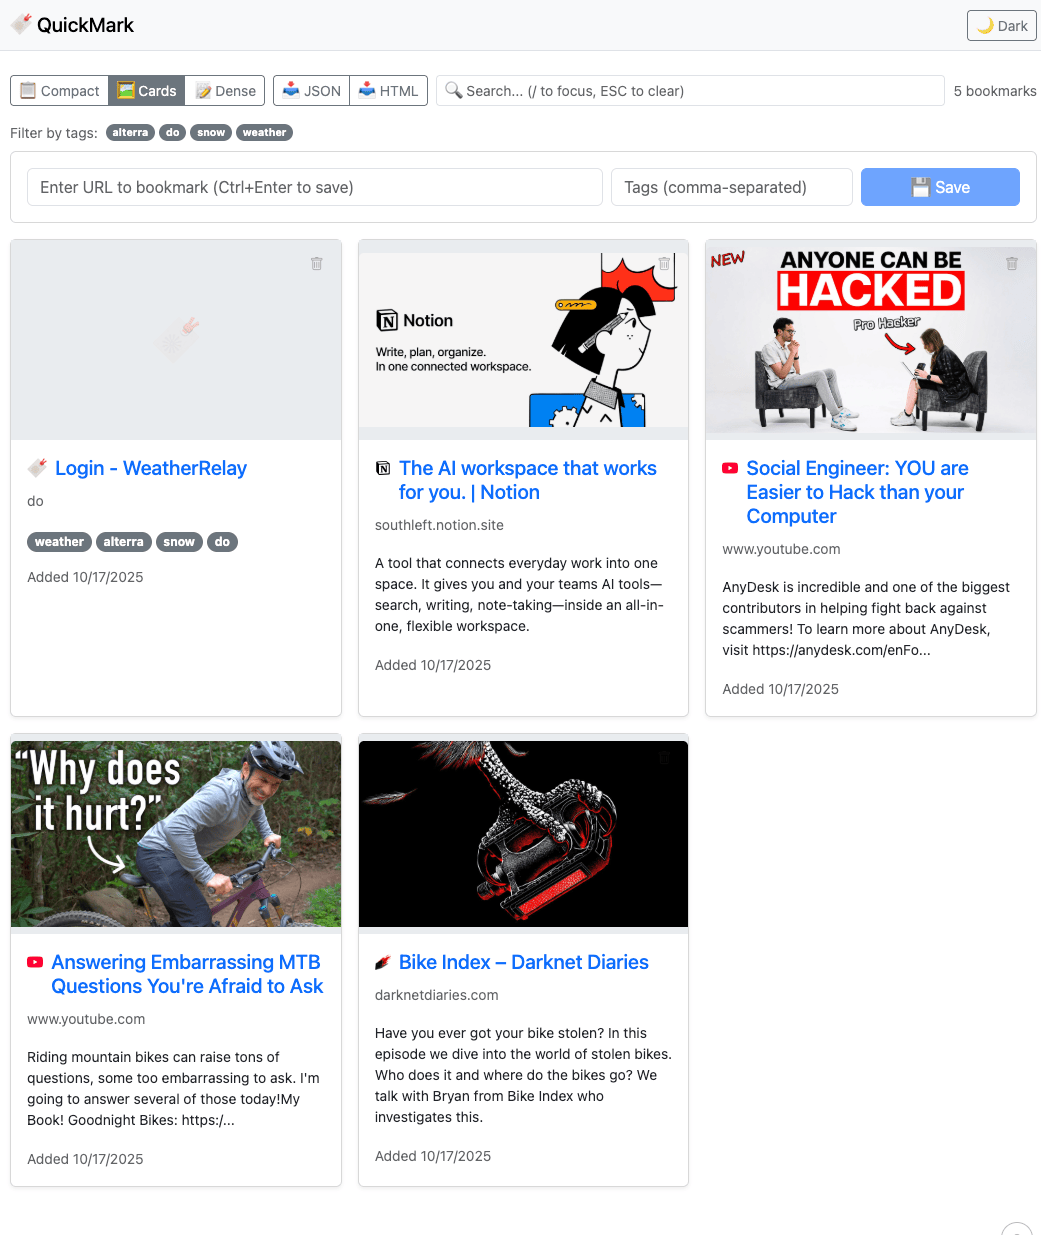 QuickMark
Dark
Compact
Cards
Dense
JSON
HTML
Search... (/ to focus, ESC to clear)
5 bookmarks
Filter by tags: alterra do snow weather
Enter URL to bookmark (Ctrl+Enter to save)
Tags (comma-separated)
Save
Login - WeatherRelay
do
weather alterra snow do
Added 10/17/2025
Notion
Write, plan, organize.
In one connected workspace.
The AI workspace that works
for you. | Notion
southleft.notion.site
A tool that connects everyday work into one
space. It gives you and your teams AI tools—
search, writing, note-taking—inside an all-in-
one, flexible workspace.
Added 10/17/2025
NEW
ANYONE CAN BE
HACKED
Pro Hacker
Social Engineer: YOU are
Easier to Hack than your
Computer
www.youtube.com
AnyDesk is incredible and one of the biggest
contributors in helping fight back against
scammers! To learn more about AnyDesk,
visit https://anydesk.com/enFo...
Added 10/17/2025
“Why does
it hurt?”
Answering Embarrassing MTB
Questions You're Afraid to Ask
www.youtube.com
Riding mountain bikes can raise tons of
questions, some too embarrassing to ask. I'm
going to answer several of those today!My
Book! Goodnight Bikes: https:/...
Added 10/17/2025
Bike Index – Darknet Diaries
darknetdiaries.com
Have you ever got your bike stolen? In this
episode we dive into the world of stolen bikes.
Who does it and where do the bikes go? We
talk with Bryan from Bike Index who
investigates this.
Added 10/17/2025